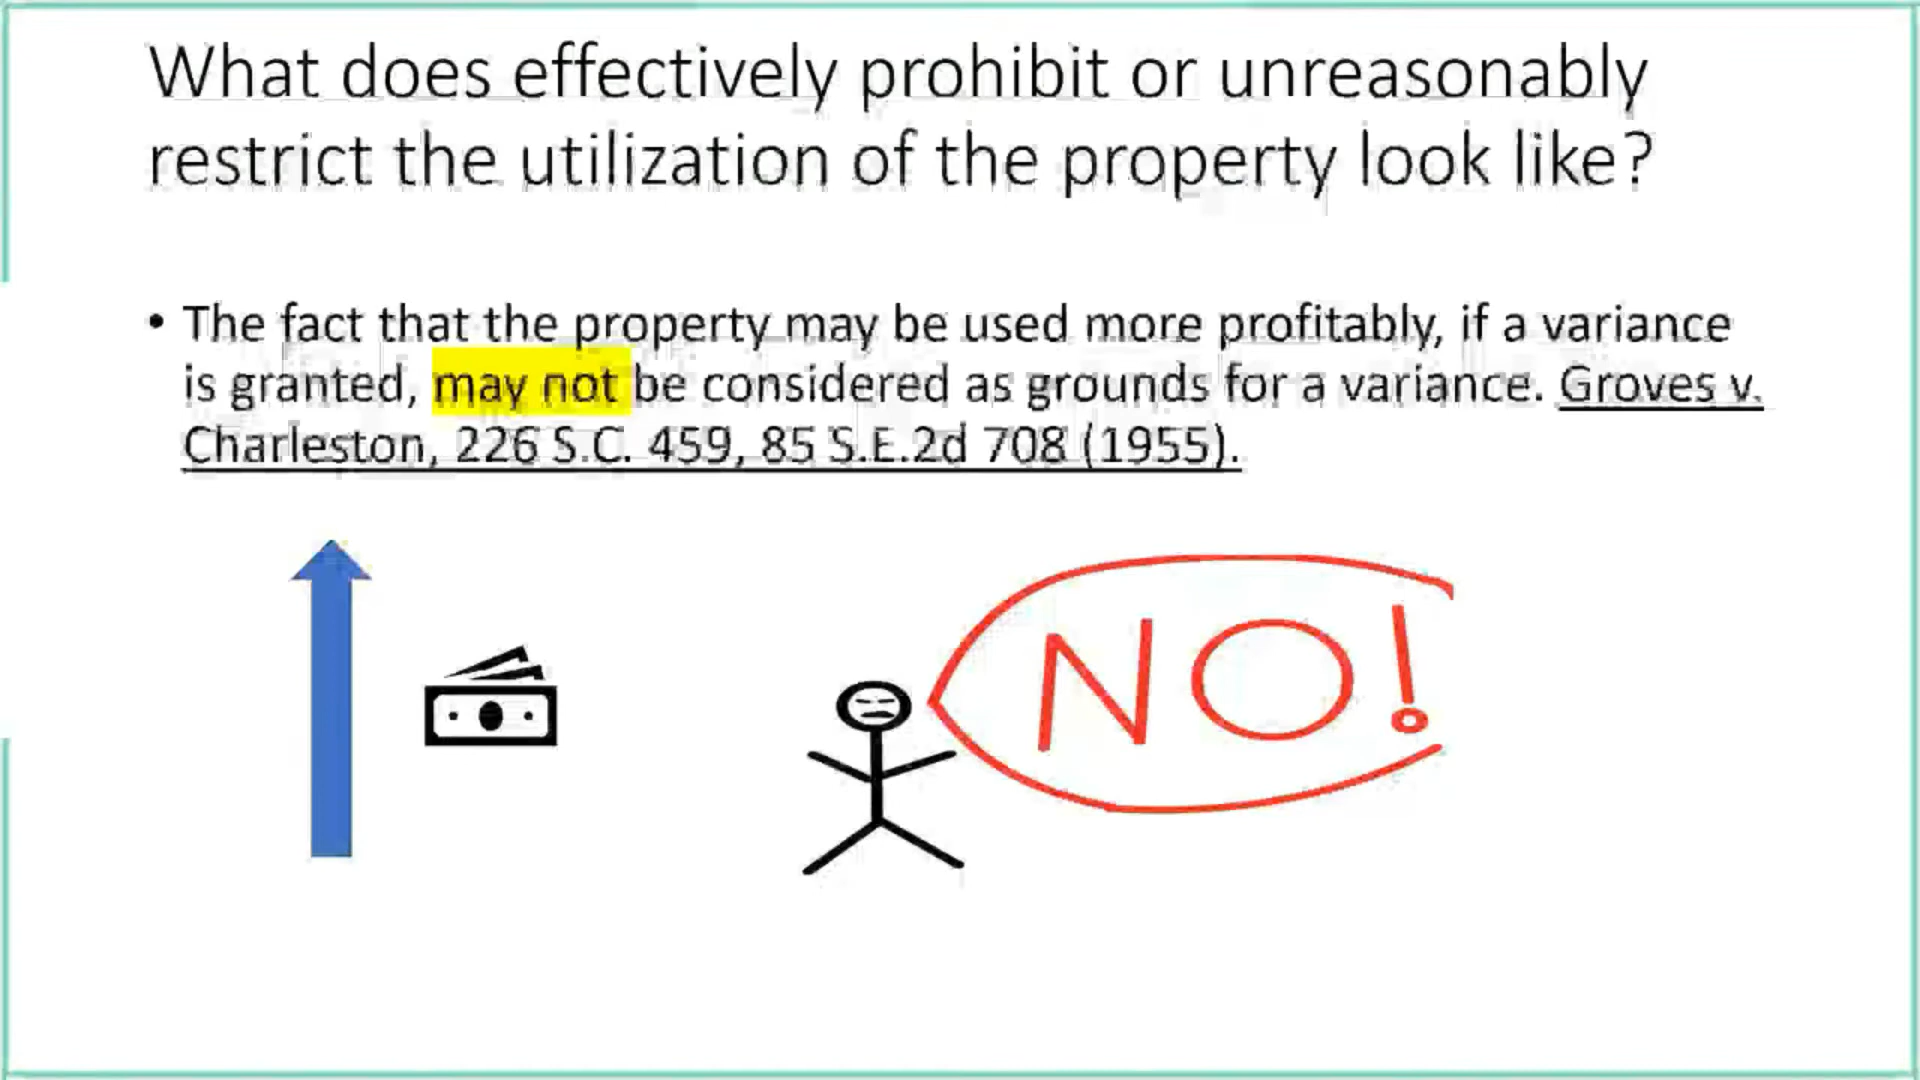 What does effectively prohibit or unreasonably
restrict the utilization of the property look like?
• The fact that the property may be used more profitably, if a variance
is granted, may not be considered as grounds for a variance. Groves v.
Charleston, 226 S.C. 459, 85 S.E.2d 708 (1955).
NO!